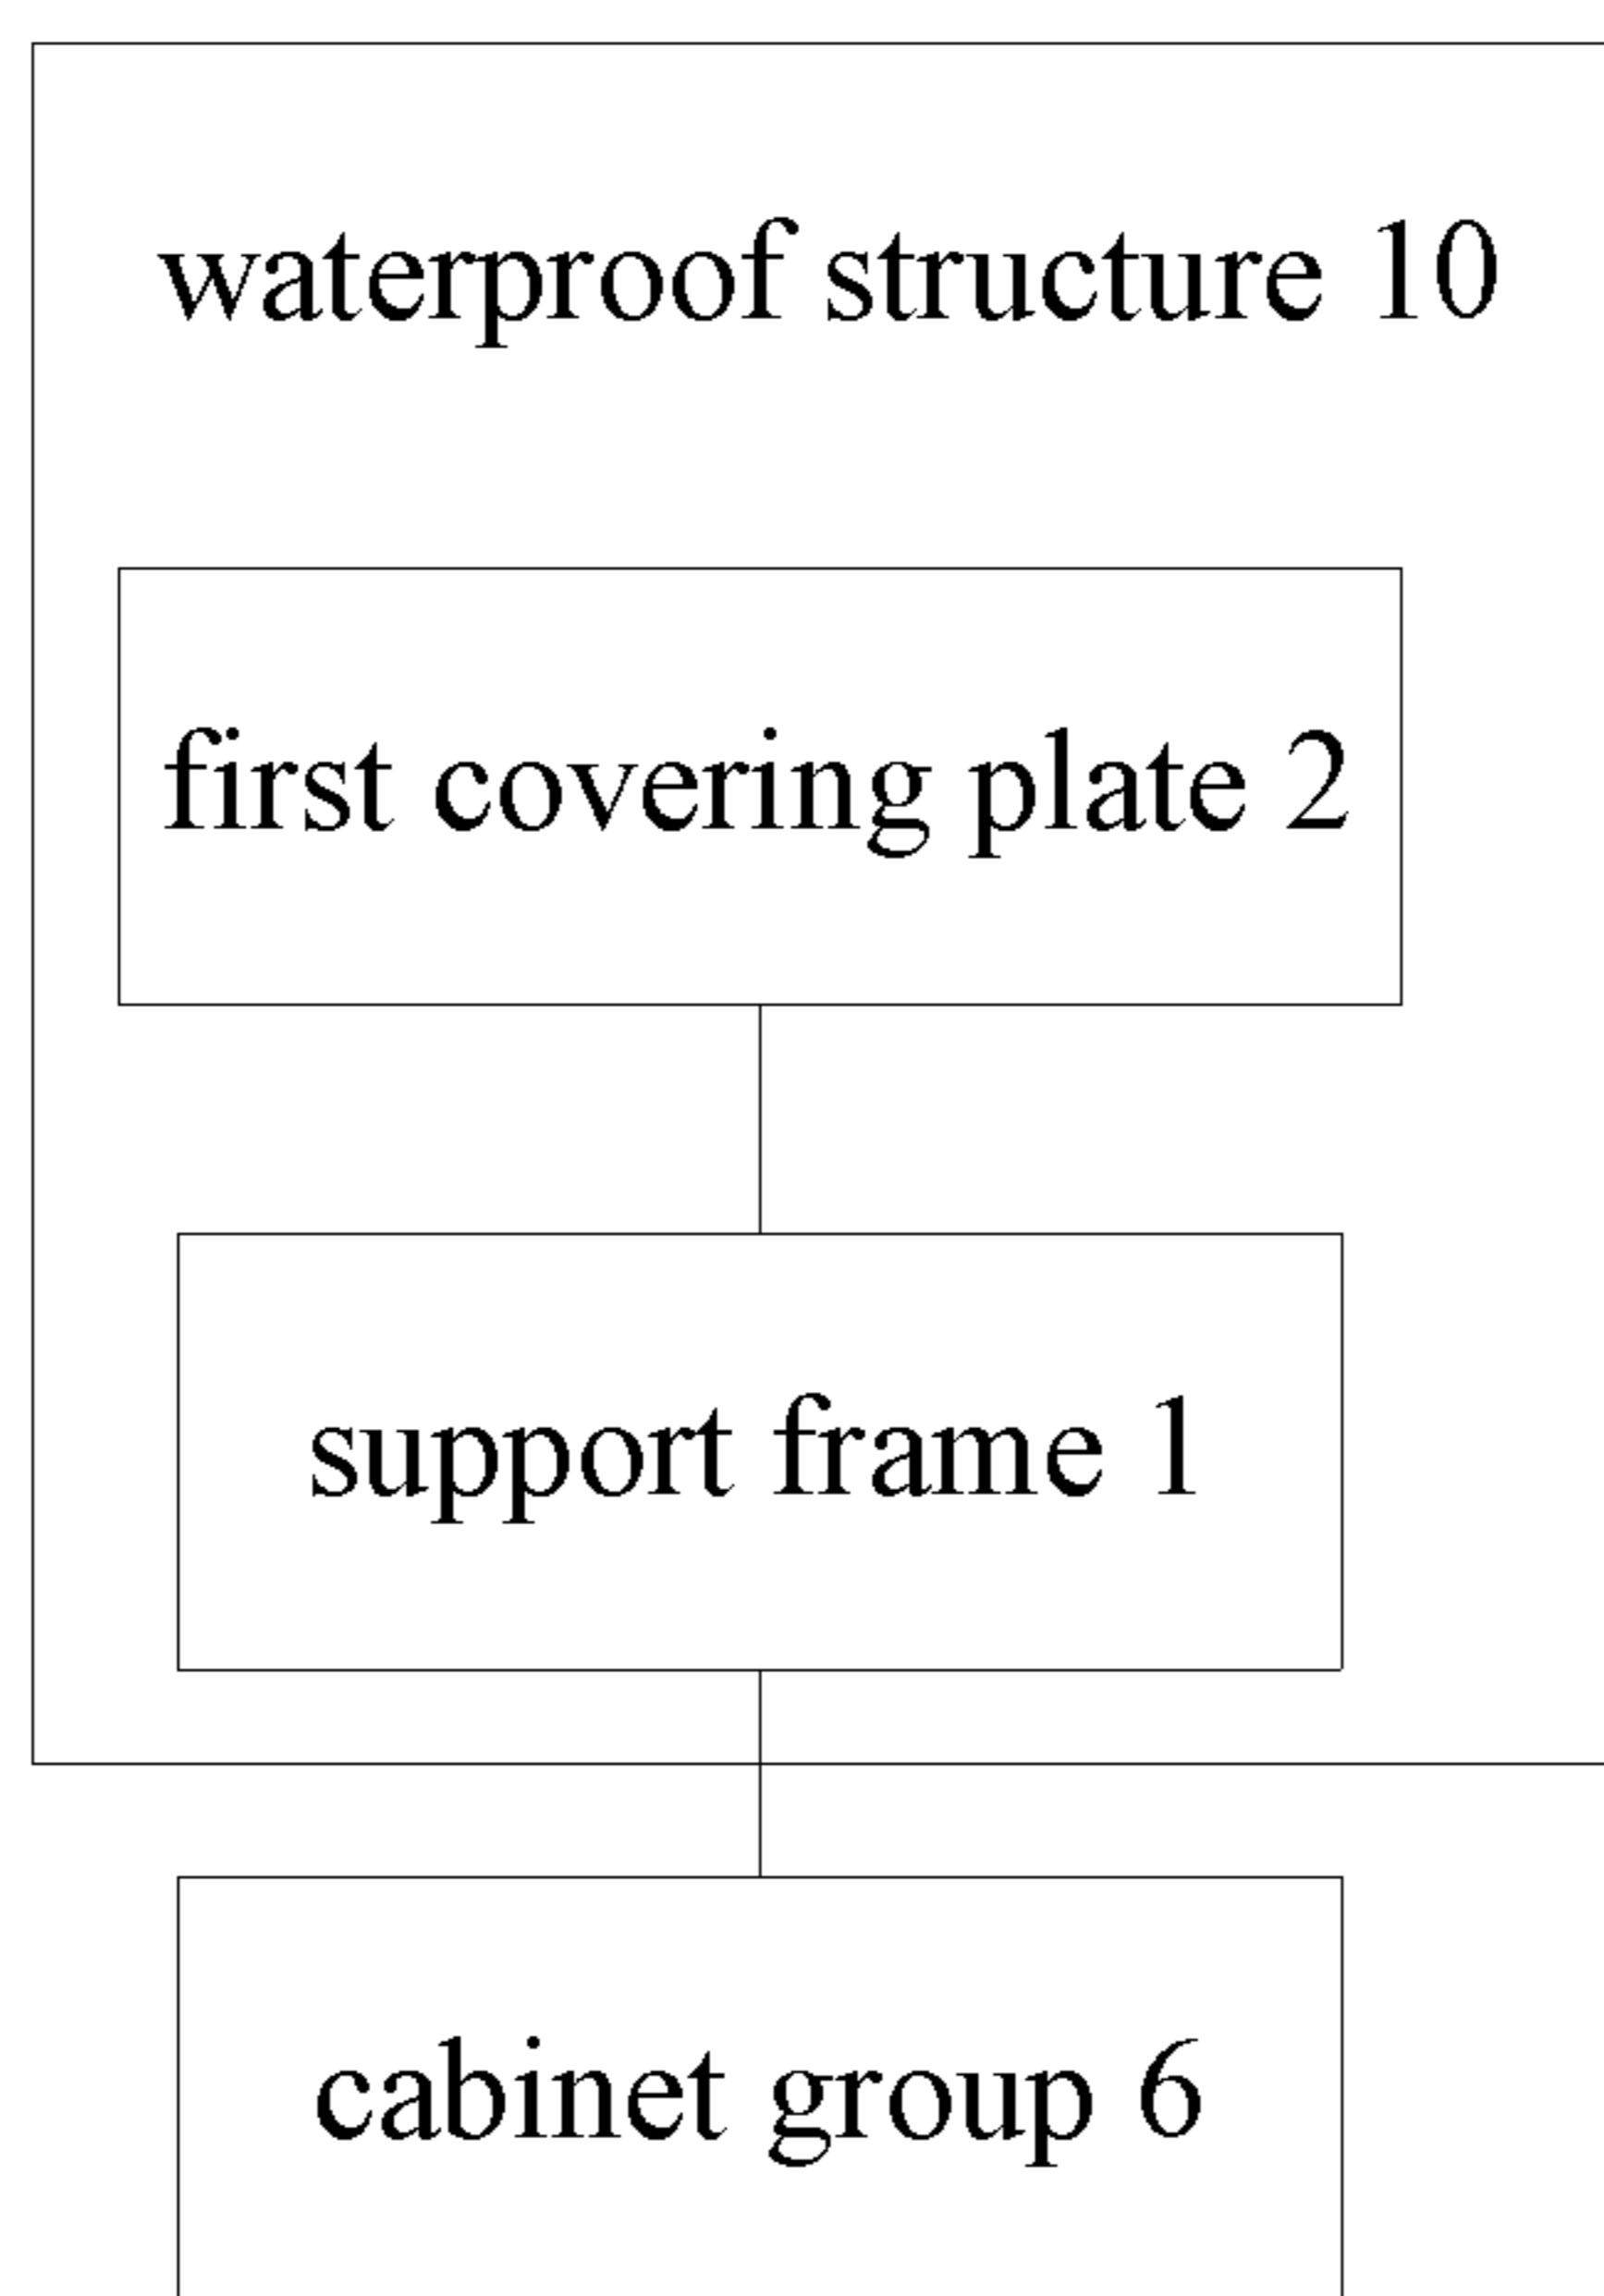 waterproof structure 10
first covering plate 2
support frame 1
cabinet group 6